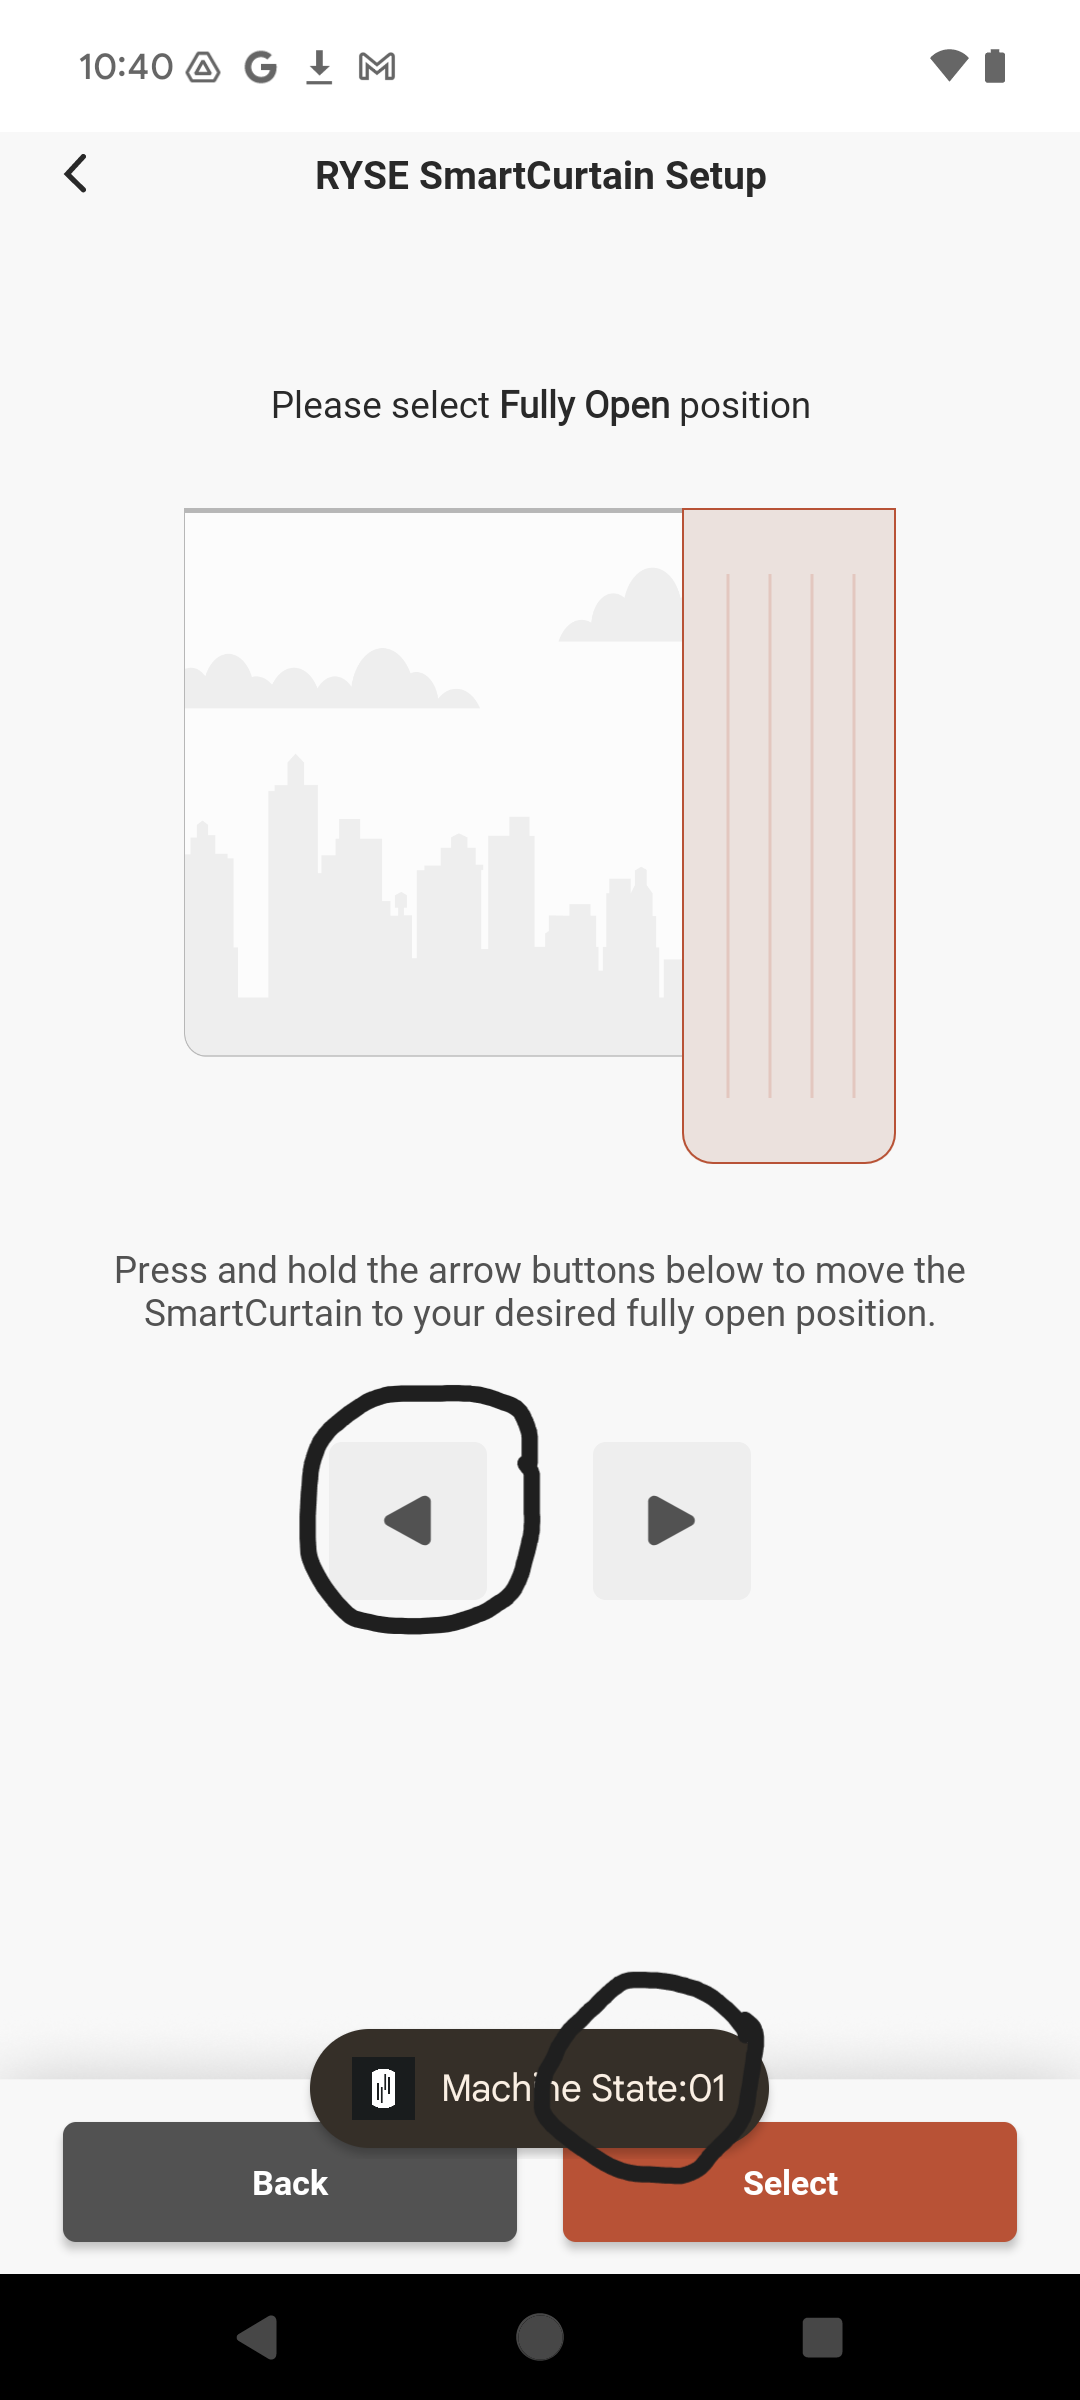 10:40
RYSE SmartCurtain Setup
Please select Fully Open position
Press and hold the arrow buttons below to move the
SmartCurtain to your desired fully open position.
Machine State:01
Back
Select